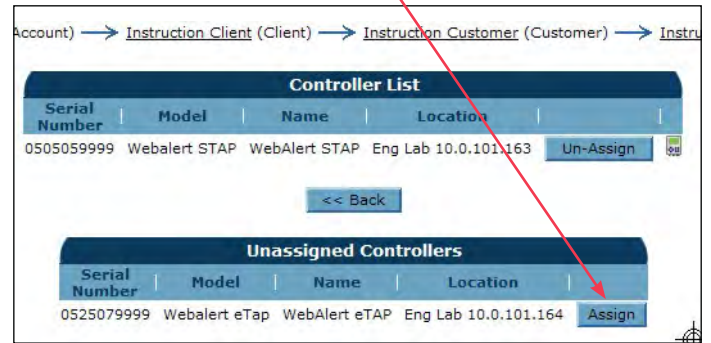 Account) Instruction Client (Client) Instruction Customer (Customer) Instru
Controller List
Serial Number Model Name Location
0505059999 Webalert STAP WebAlert STAP Eng Lab 10.0.101.163 Un-Assign
<< Back
Unassigned Controllers
Serial Number Model Name Location
0525079999 Webalert eTap WebAlert eTAP Eng Lab 10.0.101.164 Assign